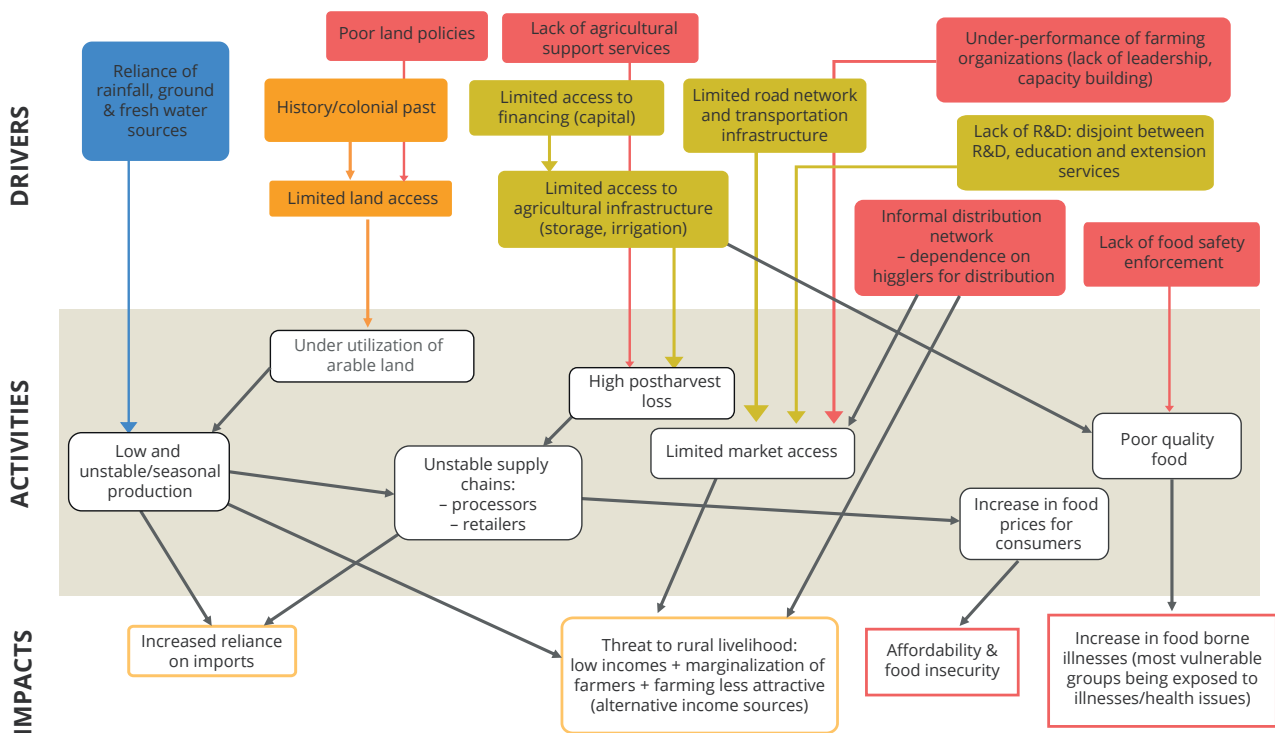 DRIVERS
Reliance of
rainfall, ground
& fresh water
sources
Poor land policies
History/colonial past
Limited land access
Lack of agricultural
support services
Limited access to
financing (capital)
Limited access to
agricultural infrastructure
(storage, irrigation)
Limited road network
and transportation
infrastructure
Under-performance of farming
organizations (lack of leadership,
capacity building)
Lack of R&D: disjoint between
R&D, education and extension
services
Informal distribution
network
– dependence on
higglers for distribution
Lack of food safety
enforcement
ACTIVITIES
Under utilization of
arable land
High postharvest
loss
Low and
unstable/seasonal
production
Unstable supply
chains:
– processors
– retailers
Limited market access
Poor quality
food
Increase in food
prices for
consumers
IMPACTS
Increased reliance
on imports
Threat to rural livelihood:
low incomes + marginalization of
farmers + farming less attractive
(alternative income sources)
Affordability &
food insecurity
Increase in food borne
illnesses (most vulnerable
groups being exposed to
illnesses/health issues)